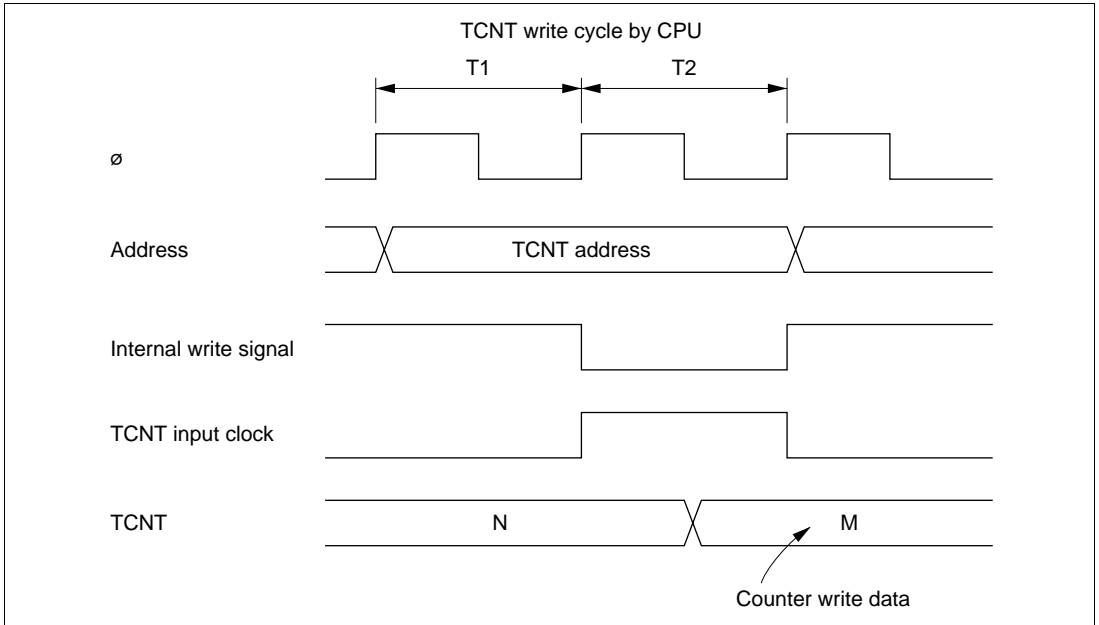 TCNT write cycle by CPU
T1 T2
ø
Address TCNT address
Internal write signal
TCNT input clock
TCNT N M
Counter write data